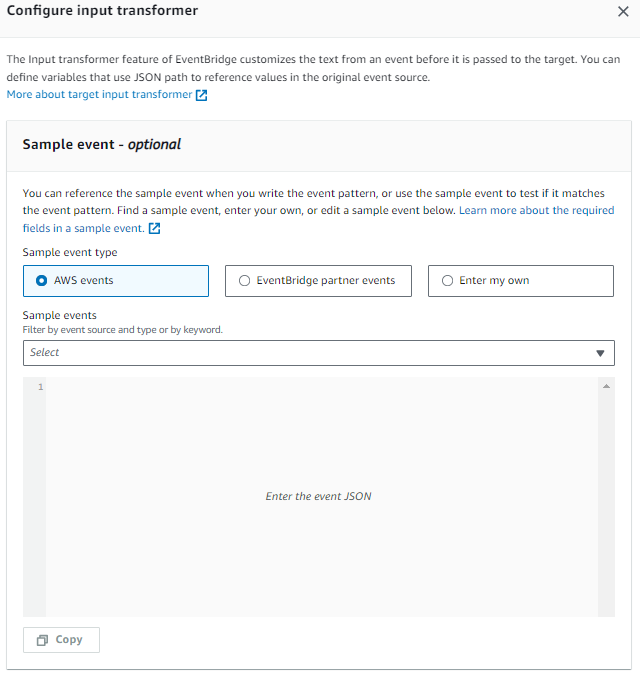 Configure input transformer
The Input transformer feature of EventBridge customizes the text from an event before it is passed to the target. You can
define variables that use JSON path to reference values in the original event source.
More about target input transformer
Sample event - optional
You can reference the sample event when you write the event pattern, or use the sample event to test if it matches
the event pattern. Find a sample event, enter your own, or edit a sample event below. Learn more about the required
fields in a sample event.
Sample event type
AWS events
EventBridge partner events
Enter my own
Sample events
Filter by event source and type or by keyword.
Select
1
Enter the event JSON
Copy